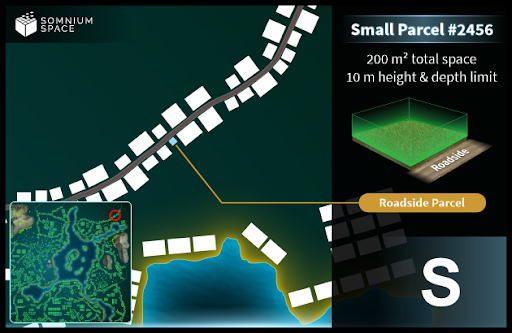 SOMNIUM
SPACE
Small Parcel #2456
200 m² total space
10 m height & depth limit
Roadside
Roadside Parcel
S